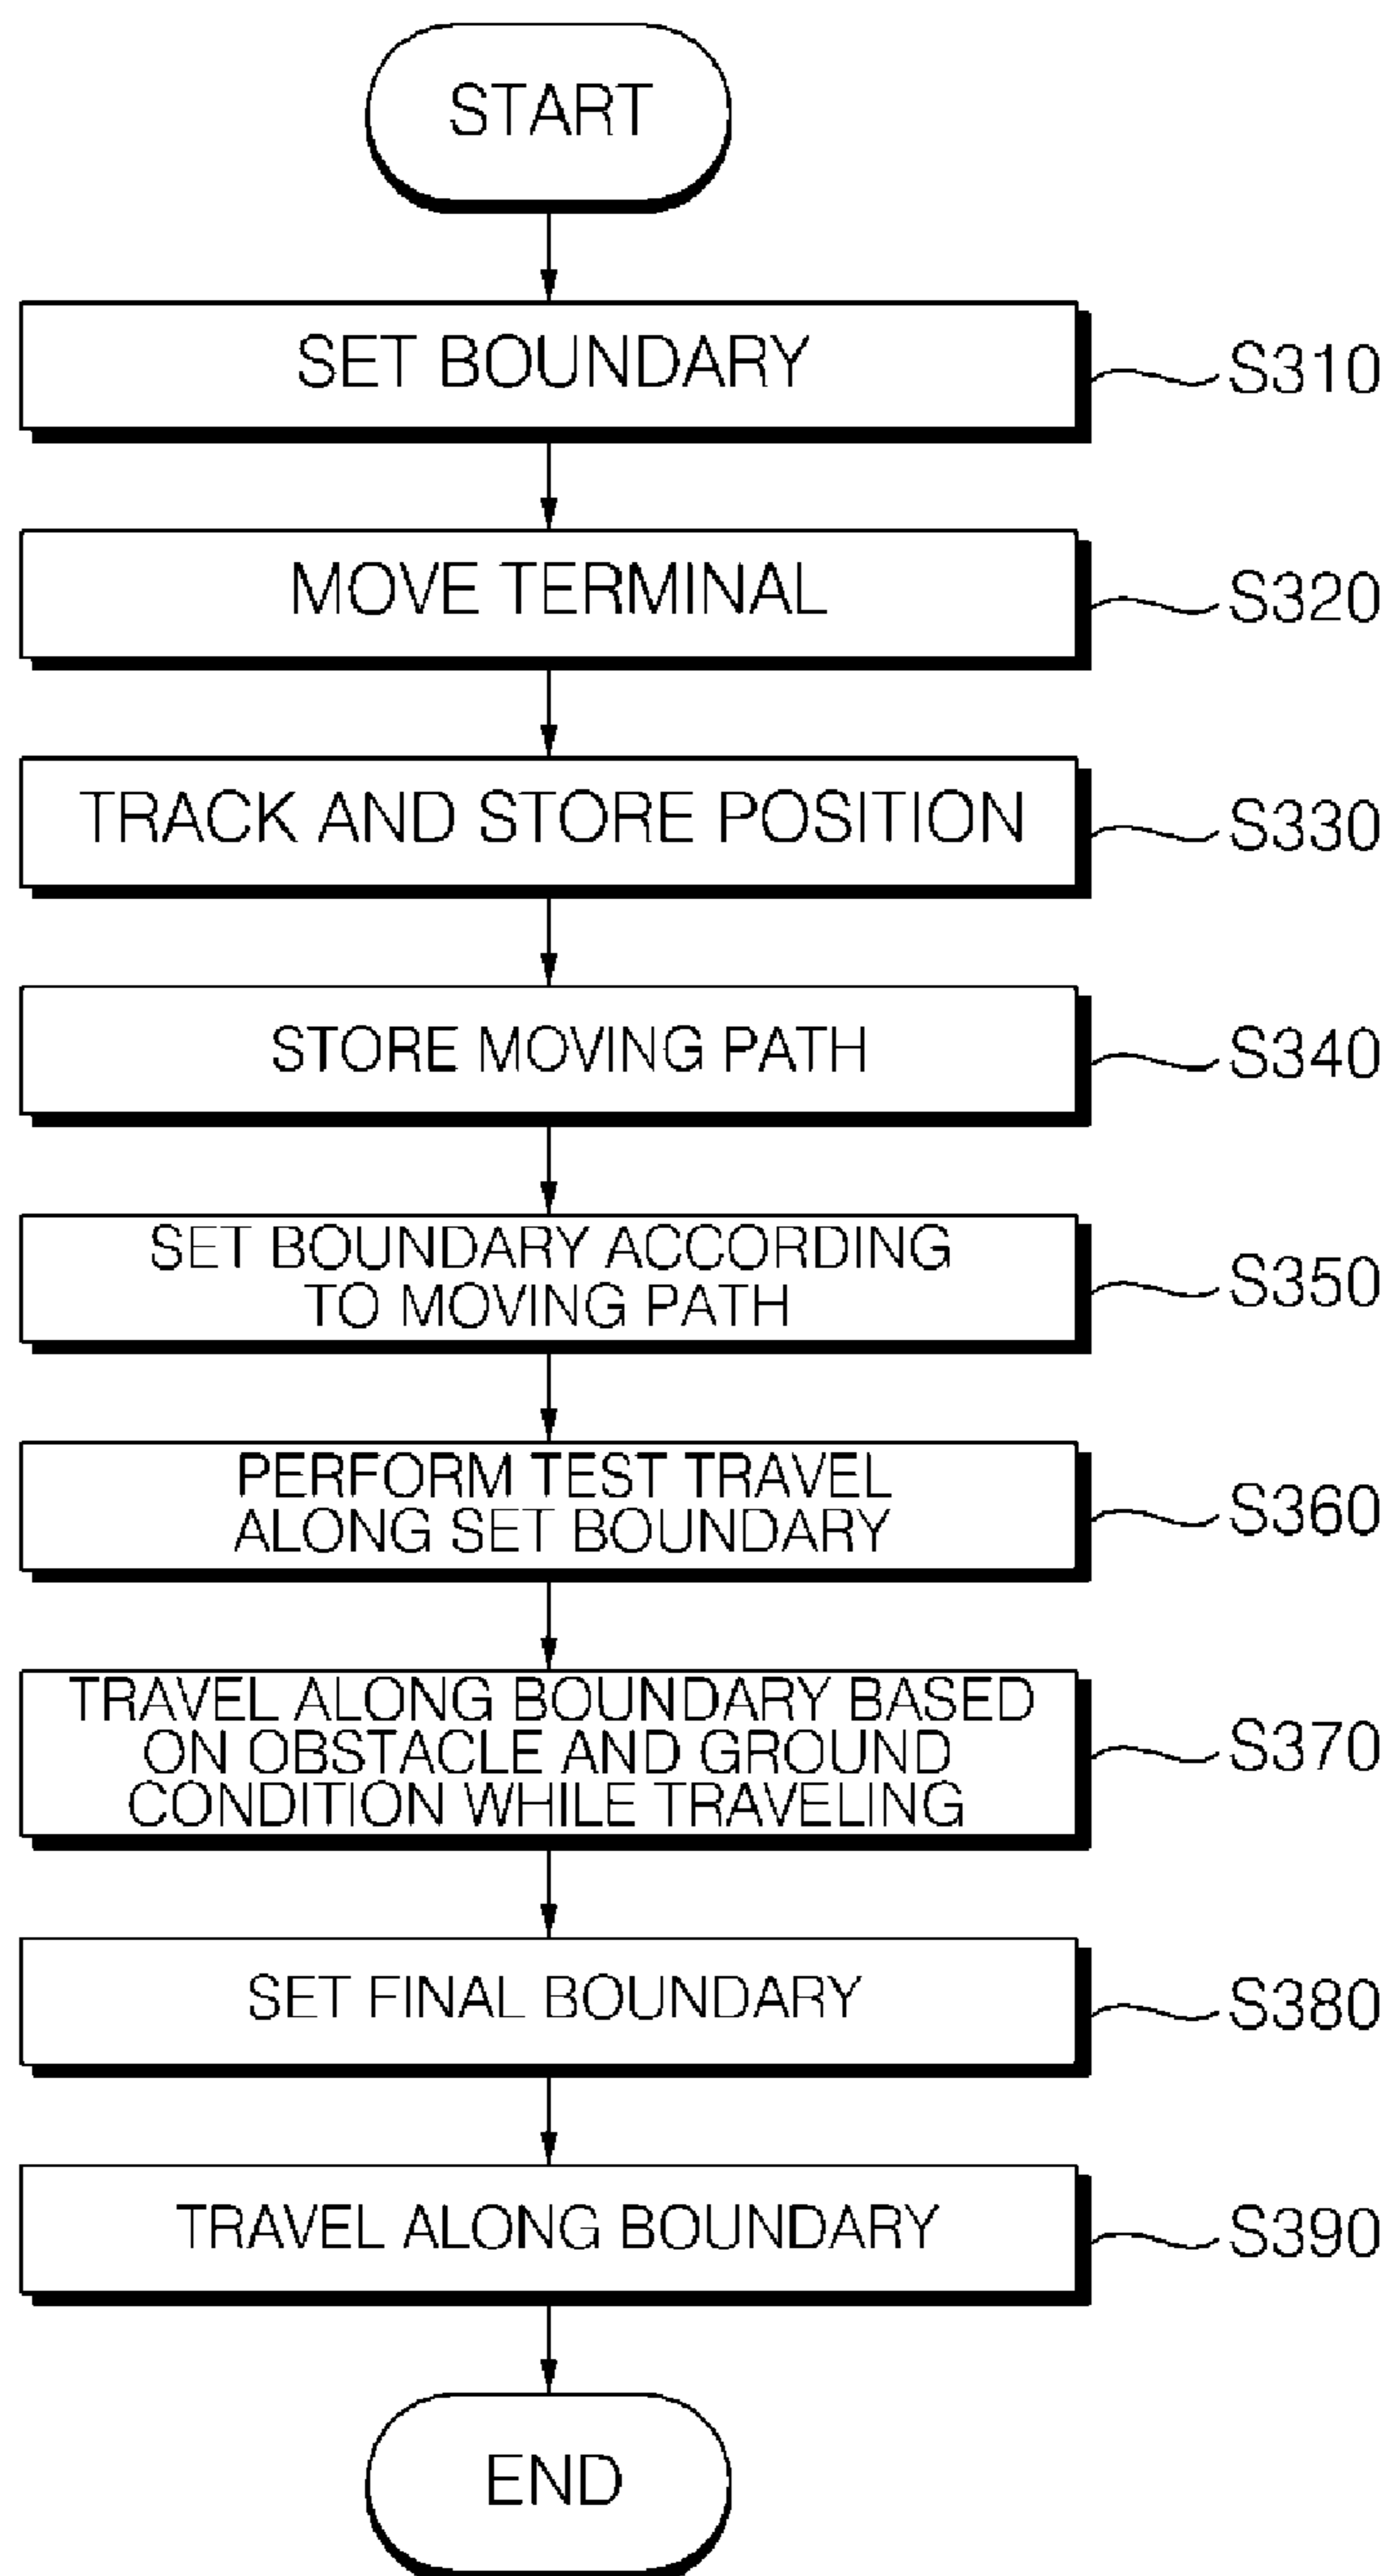 START
SET BOUNDARY
S310
MOVE TERMINAL
S320
TRACK AND STORE POSITION
S330
STORE MOVING PATH
S340
SET BOUNDARY ACCORDING
TO MOVING PATH
S350
PERFORM TEST TRAVEL
ALONG SET BOUNDARY
S360
TRAVEL ALONG BOUNDARY BASED
ON OBSTACLE AND GROUND
CONDITION WHILE TRAVELING
S370
SET FINAL BOUNDARY
S380
TRAVEL ALONG BOUNDARY
S390
END